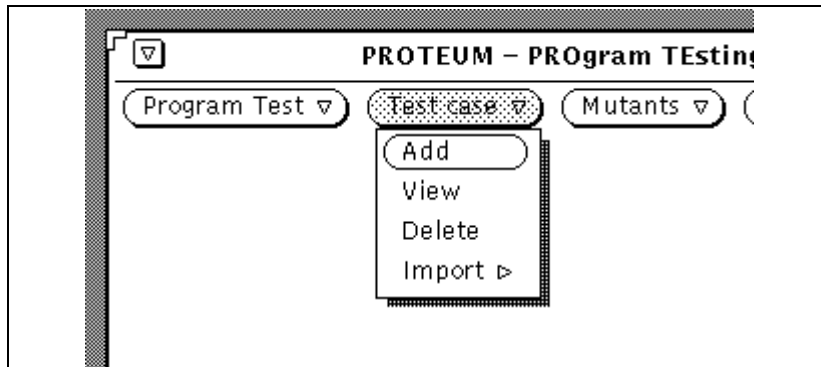 PROTEUM – PROgram TEsting
Program Test Test case Mutants
Add
View
Delete
Import